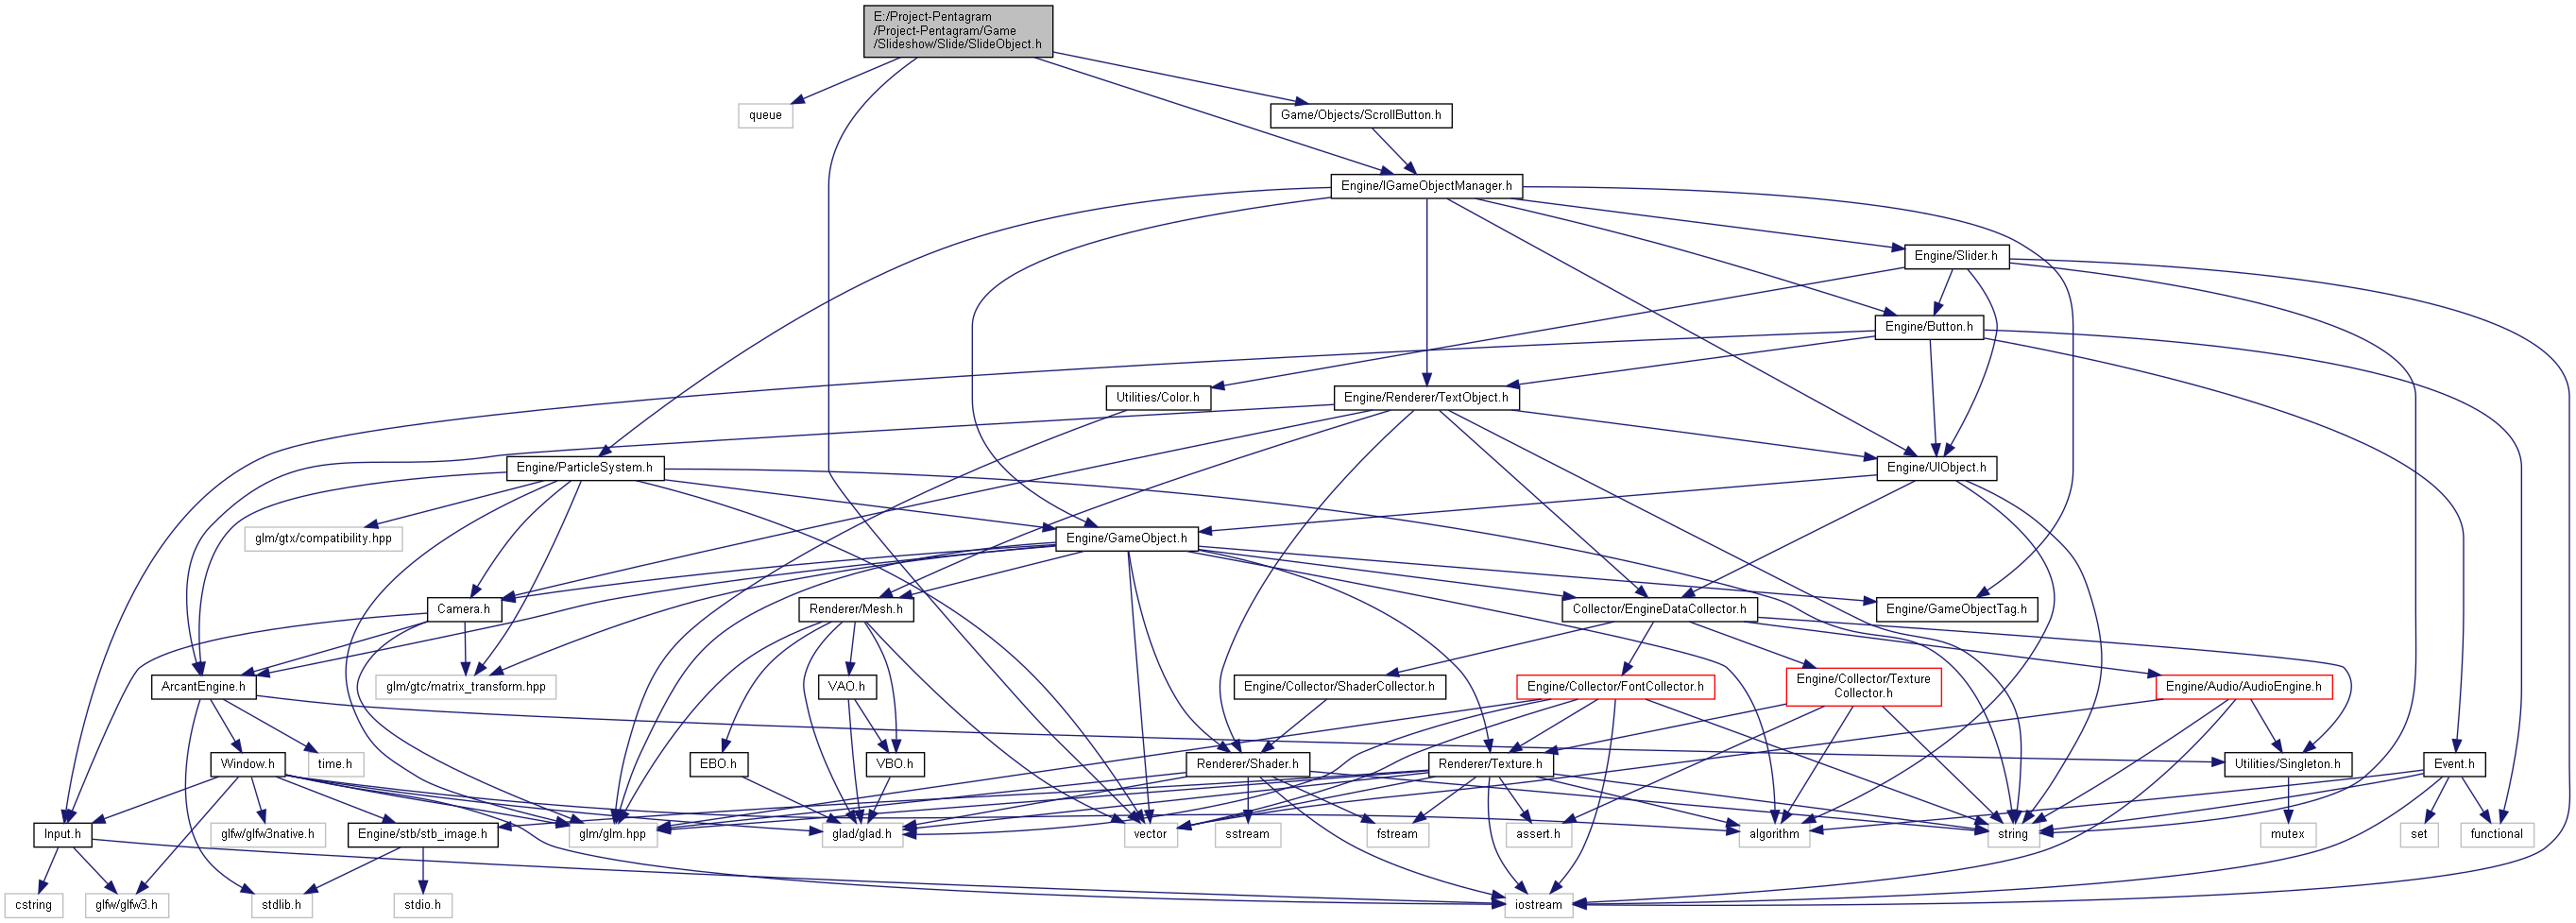 E:/Project-Pentagram
/Project-Pentagram/Game
/Slideshow/Slide/SlideObject.h
queue
Game/Objects/ScrollButton.h
Engine/IGameObjectManager.h
Engine/Slider.h
Engine/Button.h
Utilities/Color.h
Engine/Renderer/TextObject.h
Engine/ParticleSystem.h
Engine/UIObject.h
glm/gtx/compatibility.hpp
Engine/GameObject.h
Camera.h
Renderer/Mesh.h
Collector/EngineDataCollector.h
Engine/GameObjectTag.h
ArcantEngine.h
glm/gtc/matrix_transform.hpp
VAO.h
Engine/Collector/ShaderCollector.h
Engine/Collector/FontCollector.h
Engine/Collector/Texture
Collector.h
Engine/Audio/AudioEngine.h
Window.h
time.h
EBO.h
VBO.h
Renderer/Shader.h
Renderer/Texture.h
Utilities/Singleton.h
Event.h
Input.h
glfw/glfw3native.h
Engine/stb/stb_image.h
glm/glm.hpp
glad/glad.h
vector
sstream
fstream
assert.h
algorithm
string
mutex
set
functional
cstring
glfw/glfw3.h
stdlib.h
stdio.h
iostream